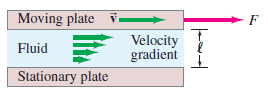 Moving plate v F
Fluid
Velocity gradient ℓ
Stationary plate